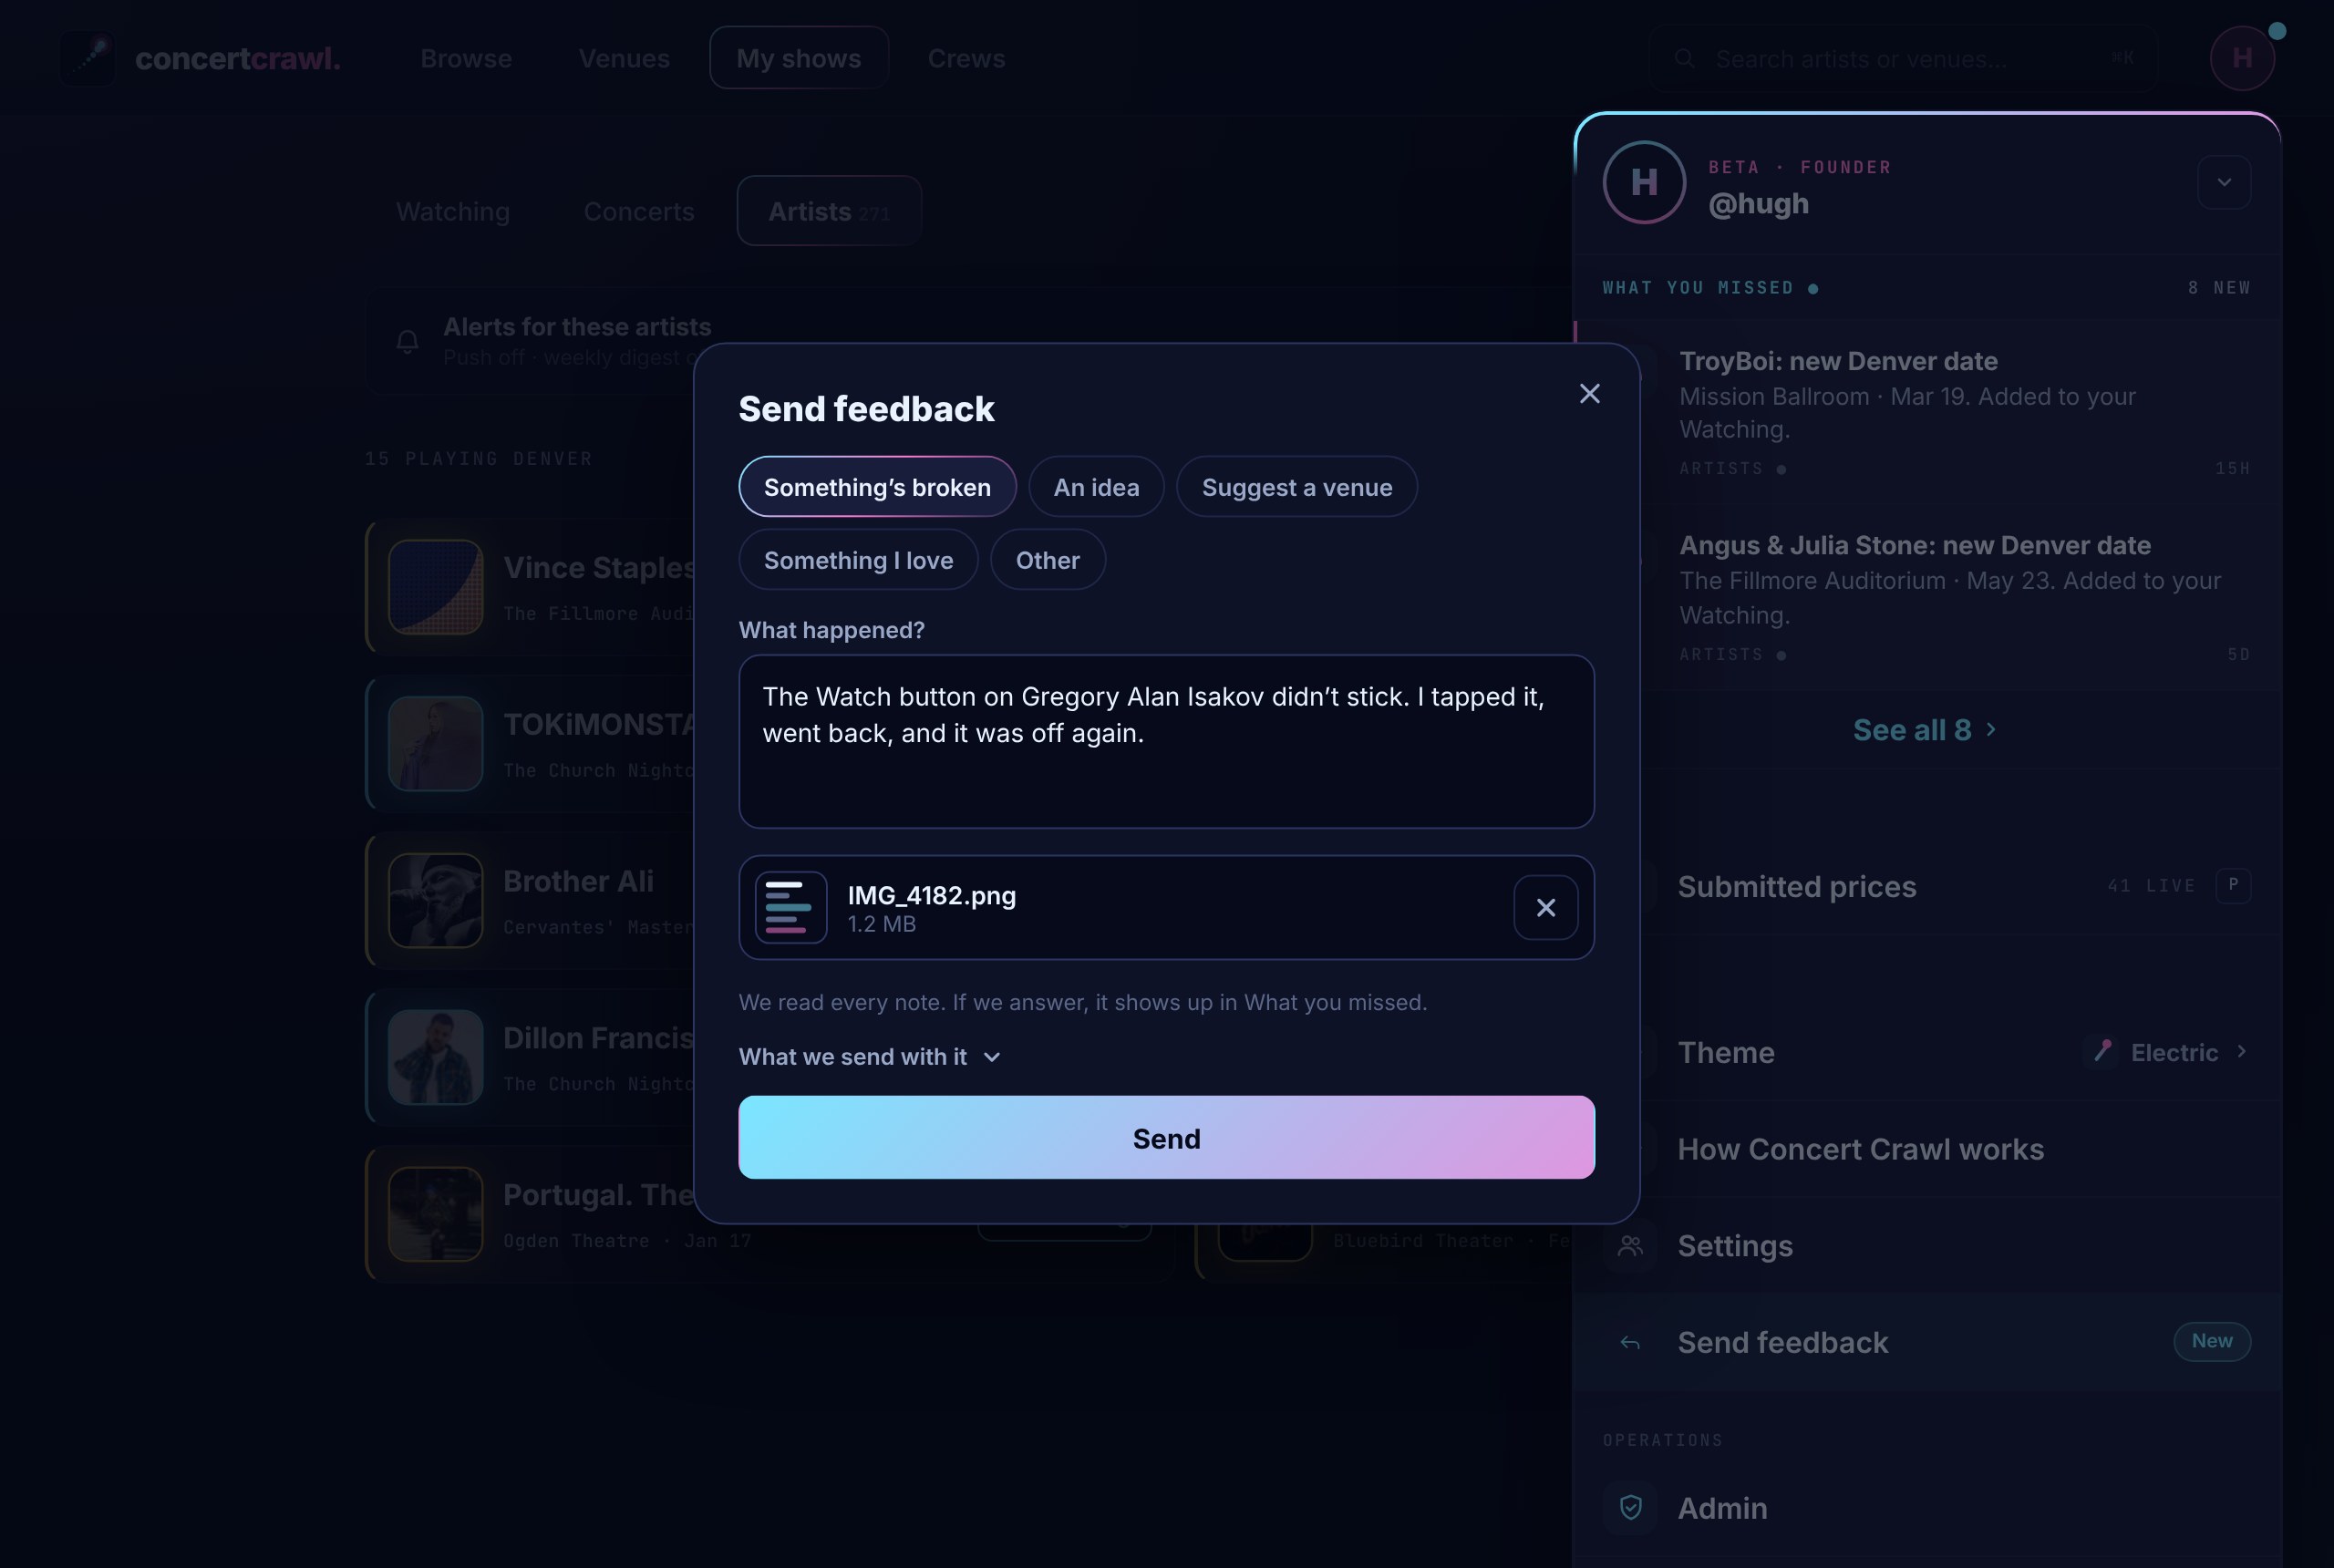 concertcrawl.
Browse
Venues
My shows
Crews
Search artists or venues...
⌘K
H
Watching
Concerts
Artists 271
Alerts for these artists
Push off · weekly digest
15 PLAYING DENVER
Vince Staples
The Fillmore
TOKiMONSTA
The Church
Brother Ali
Cervantes'
Dillon Francis
The Church
Portugal. The
Ogden Theatre · Jan 17
Bluebird Theater ·
Send feedback
Something's broken
An idea
Suggest a venue
Something I love
Other
What happened?
The Watch button on Gregory Alan Isakov didn't stick. I tapped it,
went back, and it was off again.
IMG_4182.png
1.2 MB
We read every note. If we answer, it shows up in What you missed.
What we send with it
Send
H
BETA · FOUNDER
@hugh
WHAT YOU MISSED
8 NEW
TroyBoi: new Denver date
Mission Ballroom · Mar 19. Added to your
Watching.
ARTISTS
15H
Angus & Julia Stone: new Denver date
The Fillmore Auditorium · May 23. Added to your
Watching.
ARTISTS
5D
See all 8
Submitted prices
41 LIVE
P
Theme
Electric
How Concert Crawl works
Settings
Send feedback
New
OPERATIONS
Admin